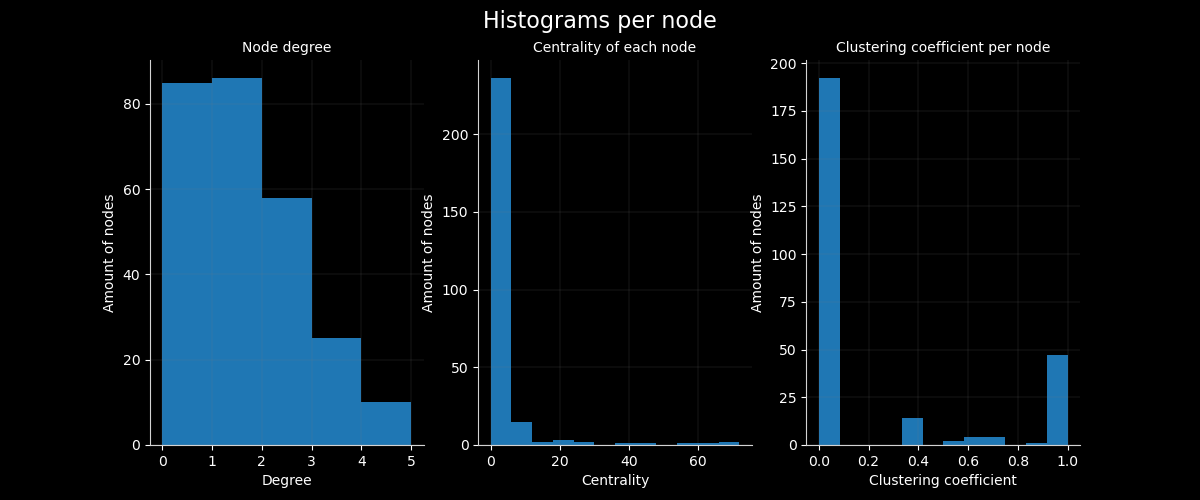 Histograms per node
Node degree
Amount of nodes
80
60
40
20
0
0 1 2 3 4 5
Degree
Centrality of each node
Amount of nodes
200
150
100
50
0
0 20 40 60
Centrality
Clustering coefficient per node
Amount of nodes
200
175
150
125
100
75
50
25
0
0.0 0.2 0.4 0.6 0.8 1.0
Clustering coefficient